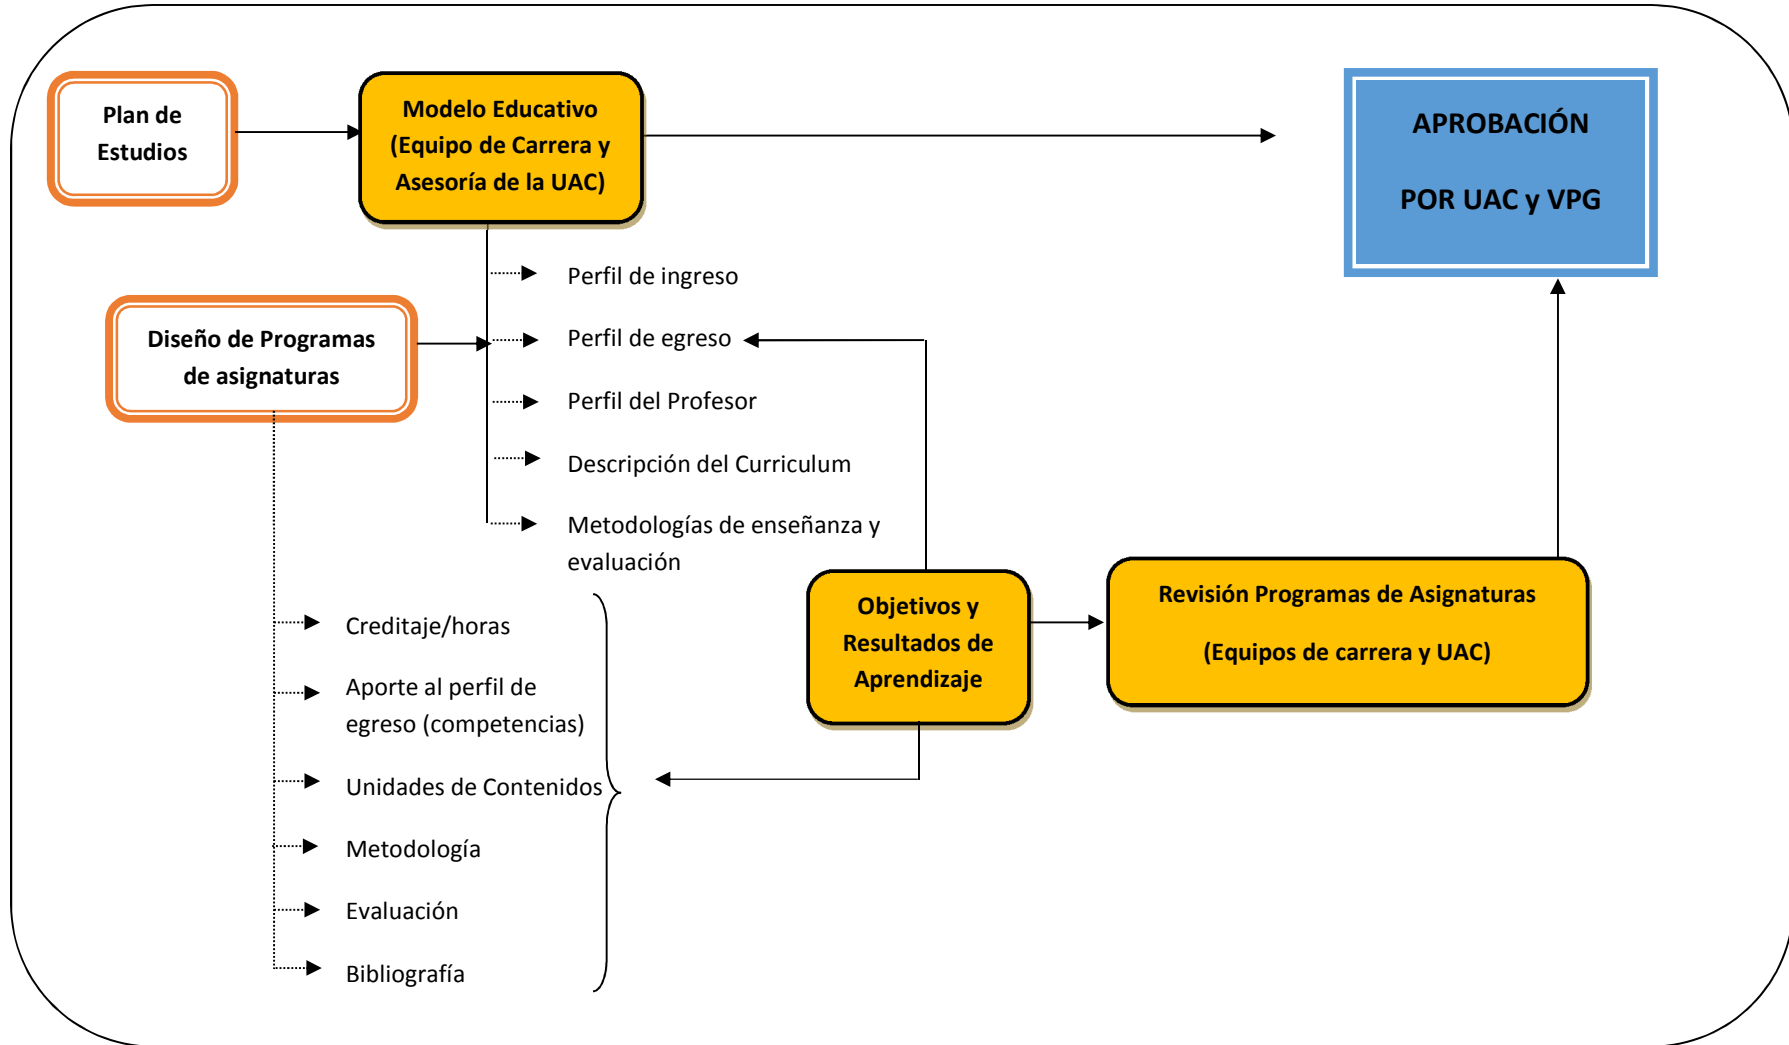 Plan de
Estudios
Modelo Educativo
(Equipo de Carrera y
Asesoría de la UAC)
APROBACIÓN
POR UAC y VPG
Perfil de ingreso
Perfil de egreso
Perfil del Profesor
Descripción del Curriculum
Metodologías de enseñanza y
evaluación
Diseño de Programas
de asignaturas
Creditaje/horas
Aporte al perfil de
egreso (competencias)
Unidades de Contenidos
Metodología
Evaluación
Bibliografía
Objetivos y
Resultados de
Aprendizaje
Revisión Programas de Asignaturas
(Equipos de carrera y UAC)